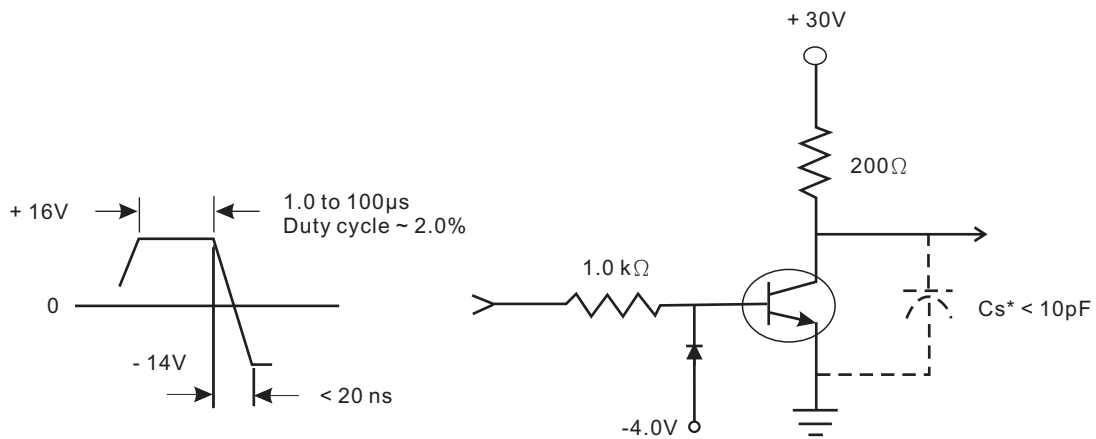 + 30V
200Ω
+ 16V
1.0 to 100μs
Duty cycle ~ 2.0%
1.0 kΩ
0
Cs* < 10pF
- 14V
< 20 ns
-4.0V